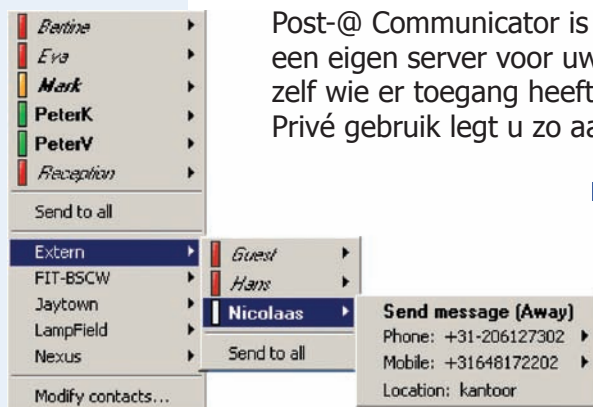 Post-@ Communicator is
een eigen server voor uw
zelf wie er toegang heeft
Privé gebruik legt u zo aa
Bertine
Eva
Mark
PeterK
PeterV
Reception
Send to all
Extern
FIT-BSCW
Jaytown
LampField
Nexus
Modify contacts...
Guest
Hans
Nicolaas
Send to all
Send message (Away)
Phone: +31-206127302
Mobile: +31648172202
Location: kantoor